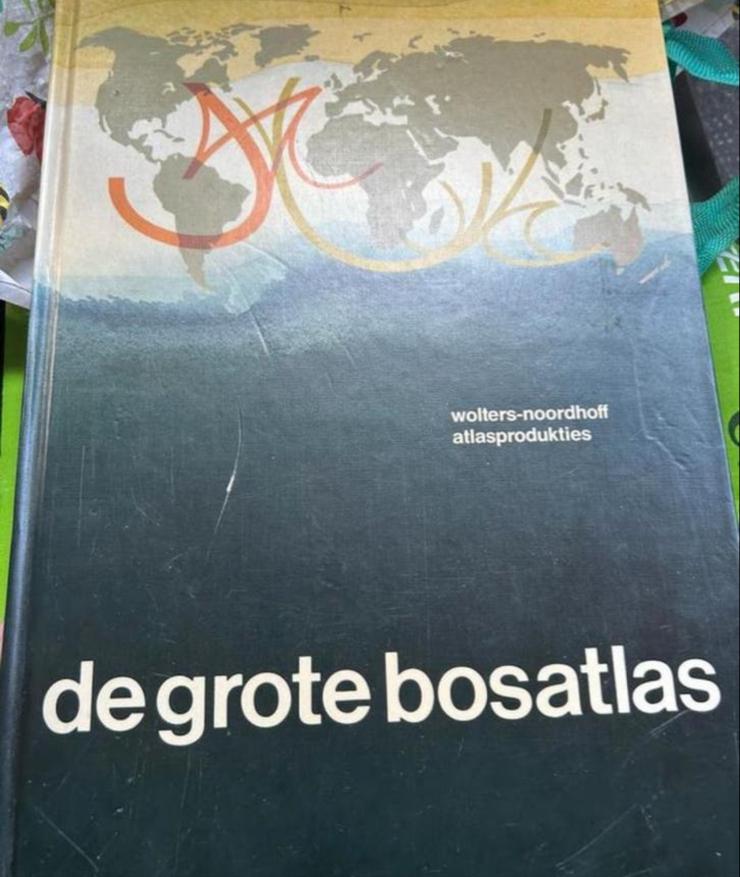 wolters-noordhoff
atlasprodukties
de grote bosatlas